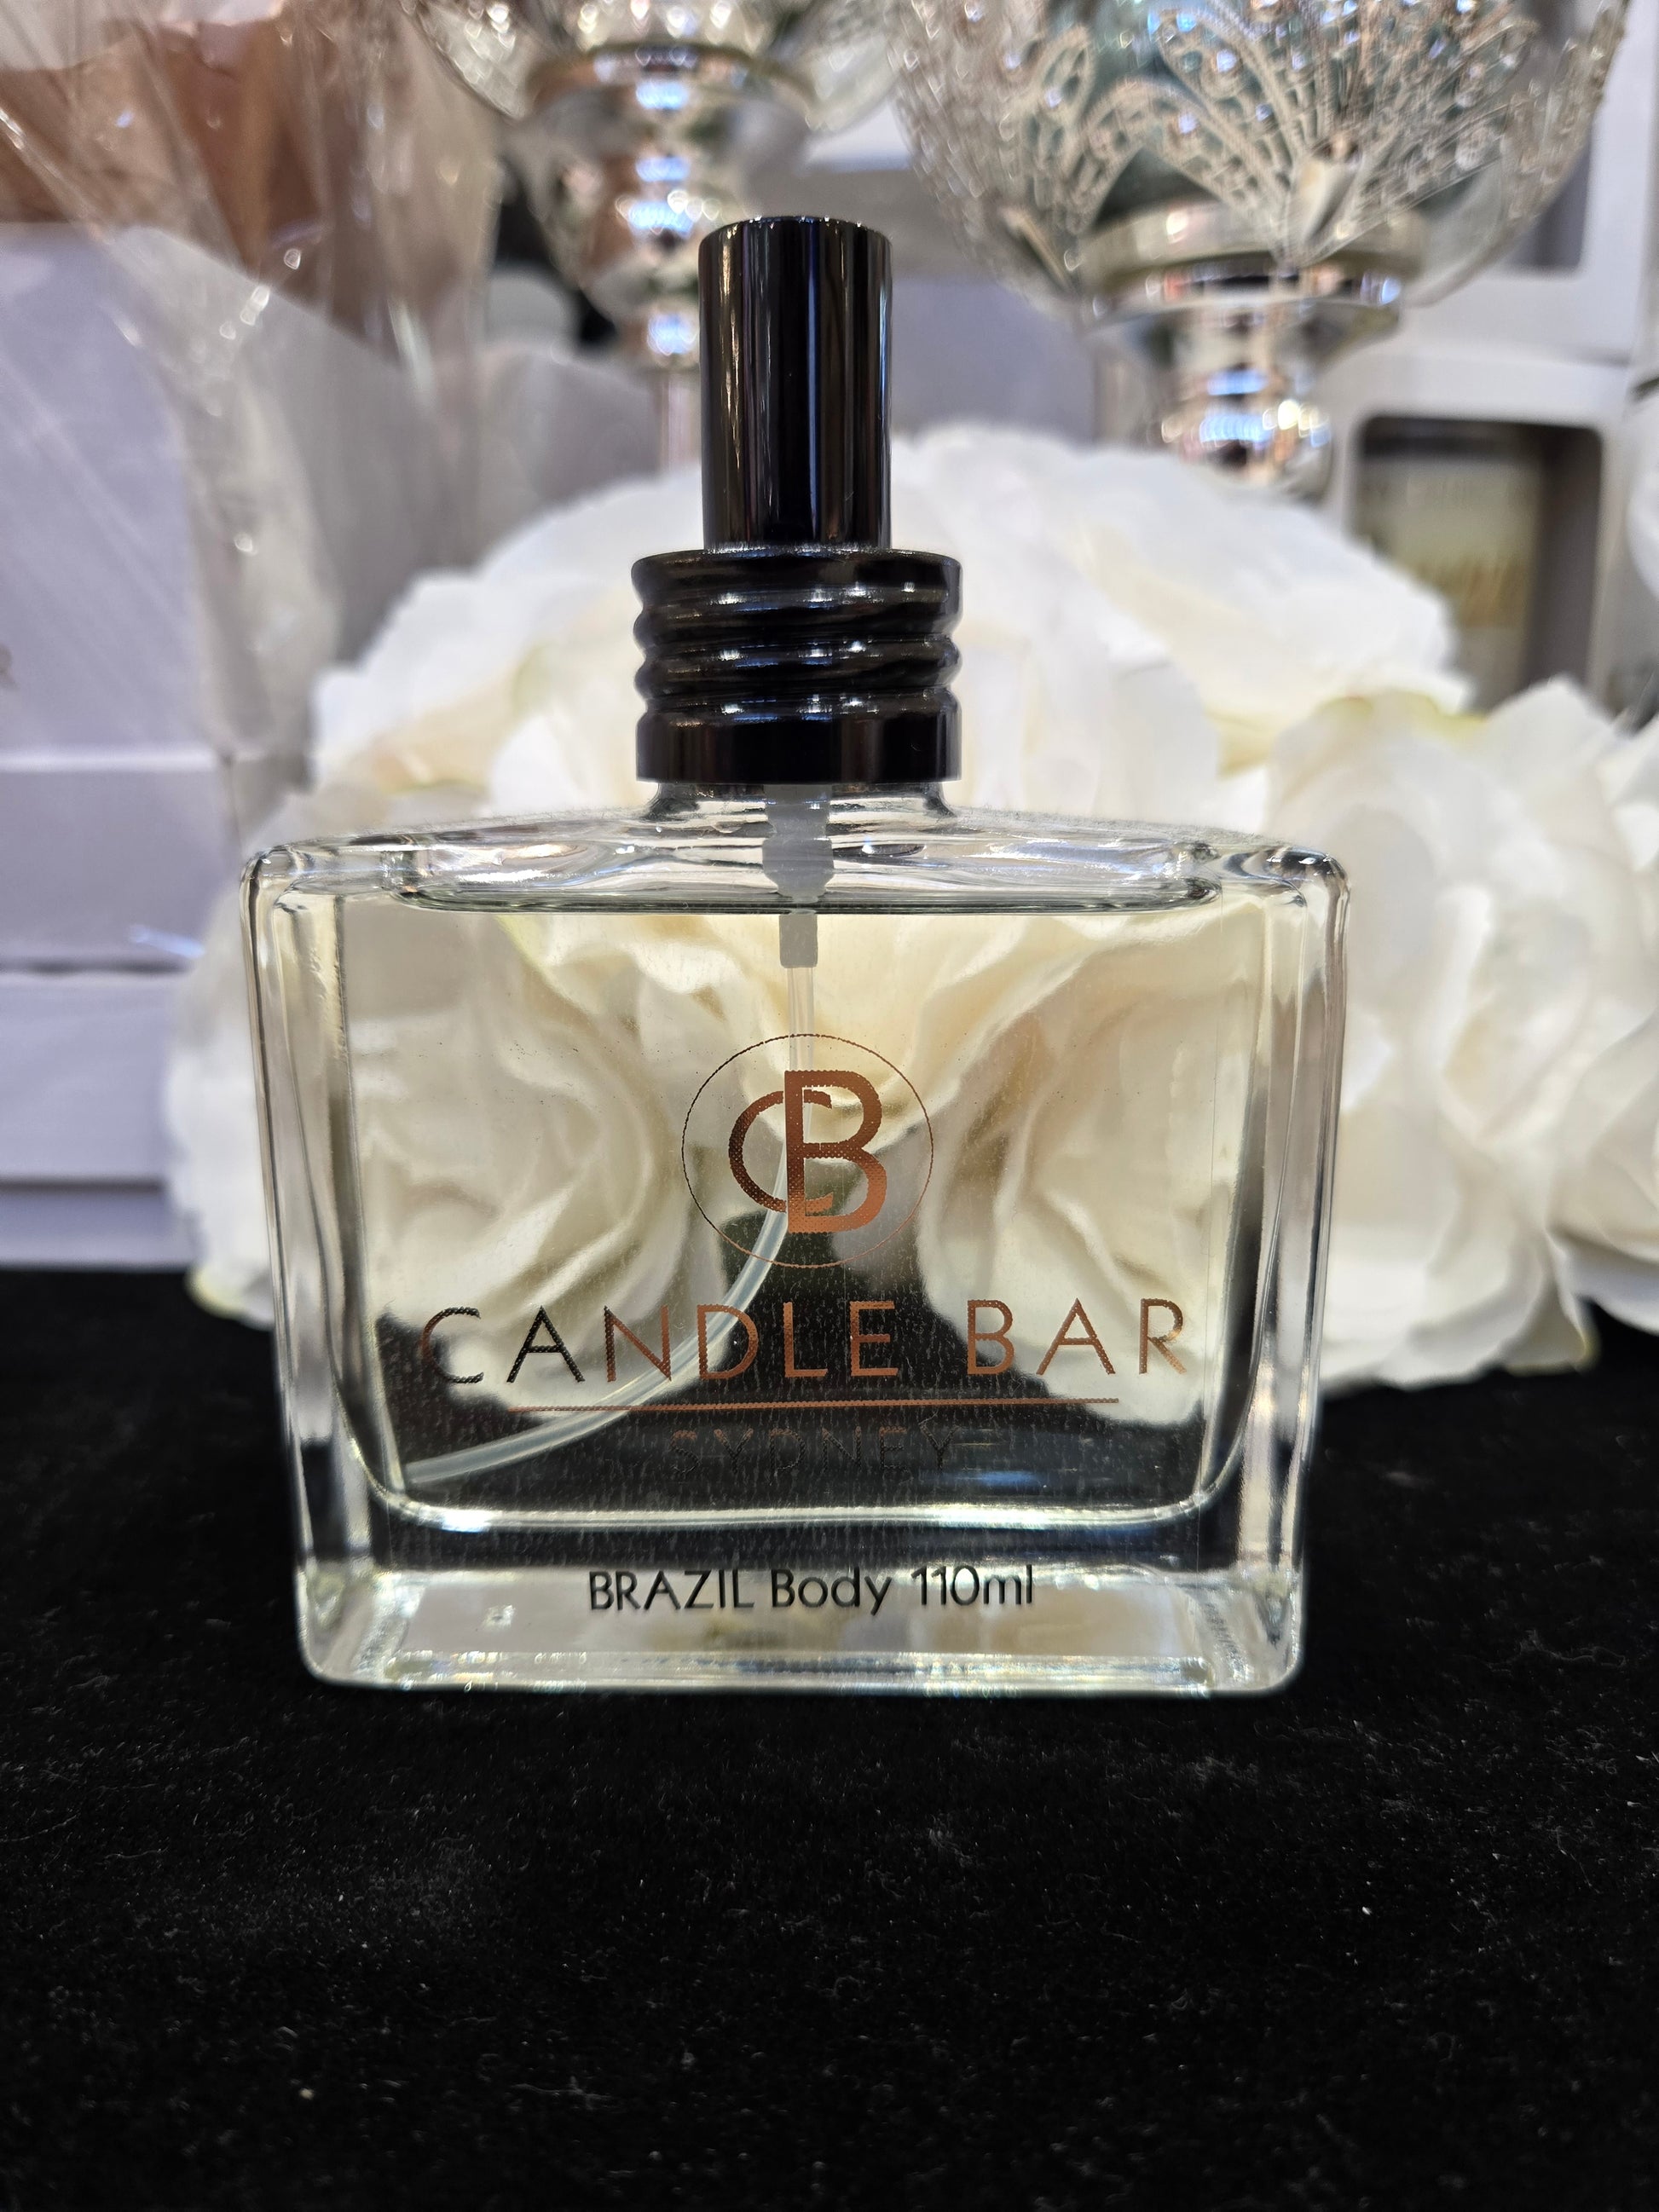 CB
CANDLE BAR
SYDNEY
BRAZIL Body 110ml